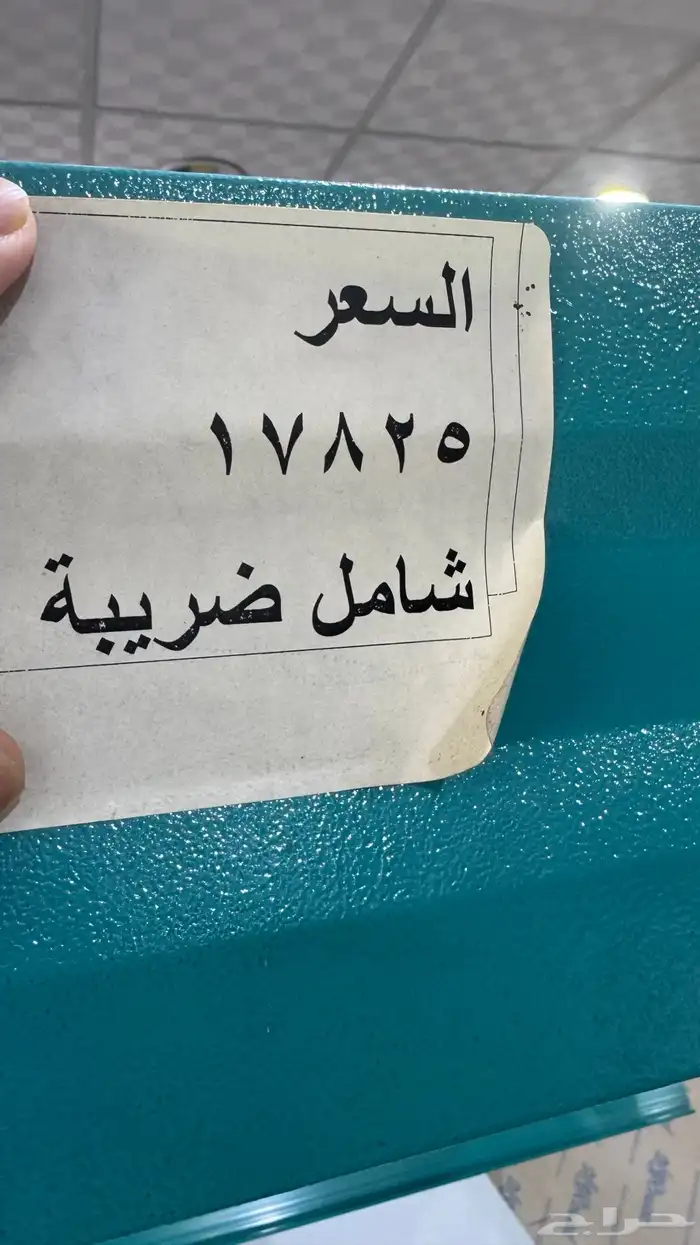 السعر
١٧٨٢٥
شامل ضريبة
حراج